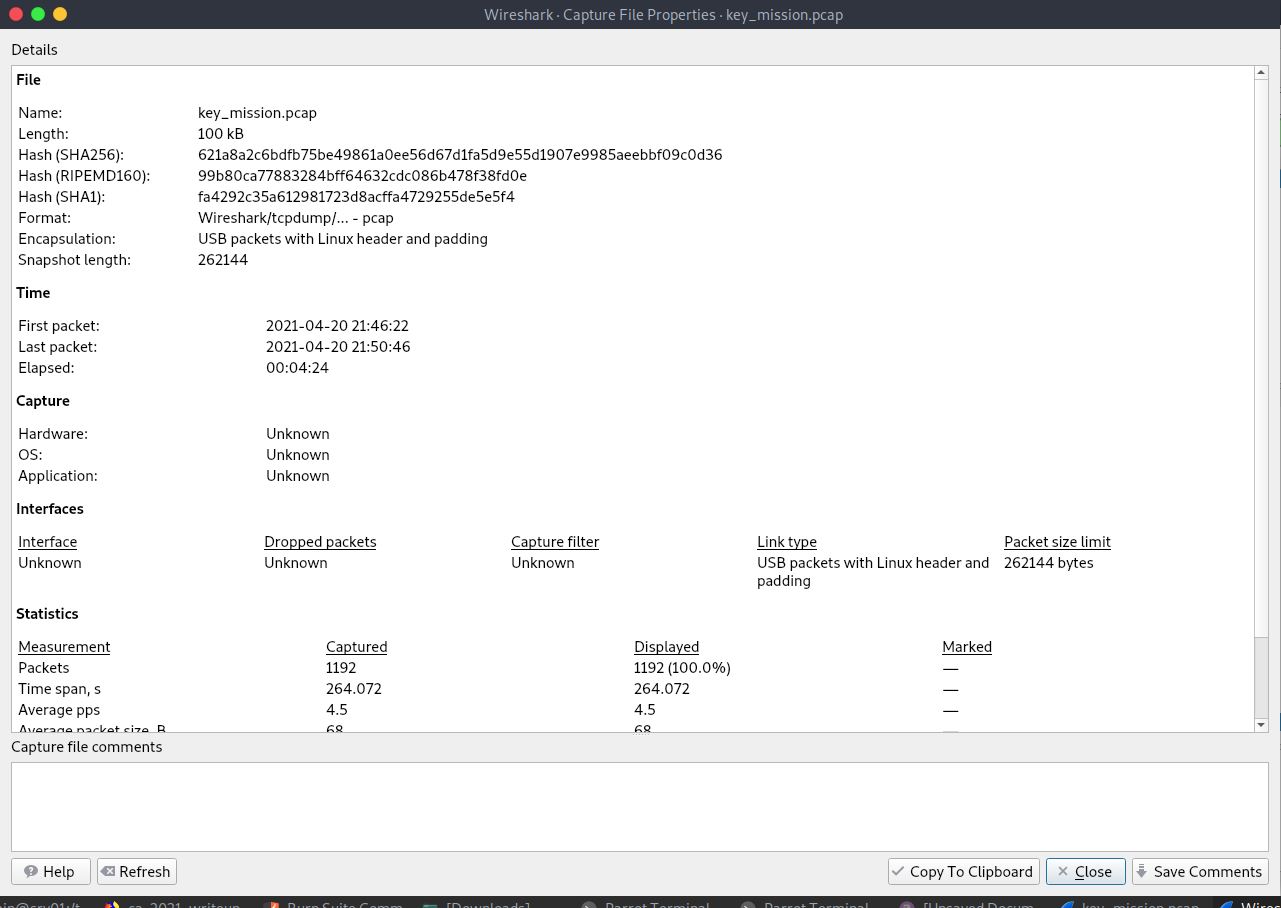 Wireshark · Capture File Properties · key_mission.pcap
Details
File
Name: key_mission.pcap
Length: 100 kB
Hash (SHA256): 621a8a2c6bdfb75be49861a0ee56d67d1fa5d9e55d1907e9985aeebbf09c0d36
Hash (RIPEMD160): 99b80ca77883284bff64632cdc086b478f38fd0e
Hash (SHA1): fa4292c35a612981723d8acffa4729255de5e5f4
Format: Wireshark/tcpdump/... - pcap
Encapsulation: USB packets with Linux header and padding
Snapshot length: 262144
Time
First packet: 2021-04-20 21:46:22
Last packet: 2021-04-20 21:50:46
Elapsed: 00:04:24
Capture
Hardware: Unknown
OS: Unknown
Application: Unknown
Interfaces
Interface Dropped packets Capture filter Link type Packet size limit
Unknown Unknown Unknown USB packets with Linux header and 262144 bytes
padding
Statistics
Measurement Captured Displayed Marked
Packets 1192 1192 (100.0%) —
Time span, s 264.072 264.072 —
Average pps 4.5 4.5 —
Average packet size, B 68 68 —
Capture file comments
Help Refresh Copy To Clipboard Close Save Comments
ca_2021_writeup Burp Suite Comm [Downloads] Parrot Terminal Parrot Terminal [Unsaved Docum key_mission.pcap Wires